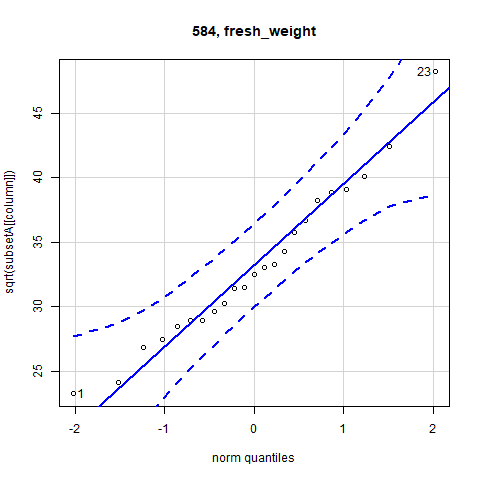 584, fresh_weight
sqrt(subsetA[[column]])
45
40
35
30
25
23
1
-2 -1 0 1 2
norm quantiles